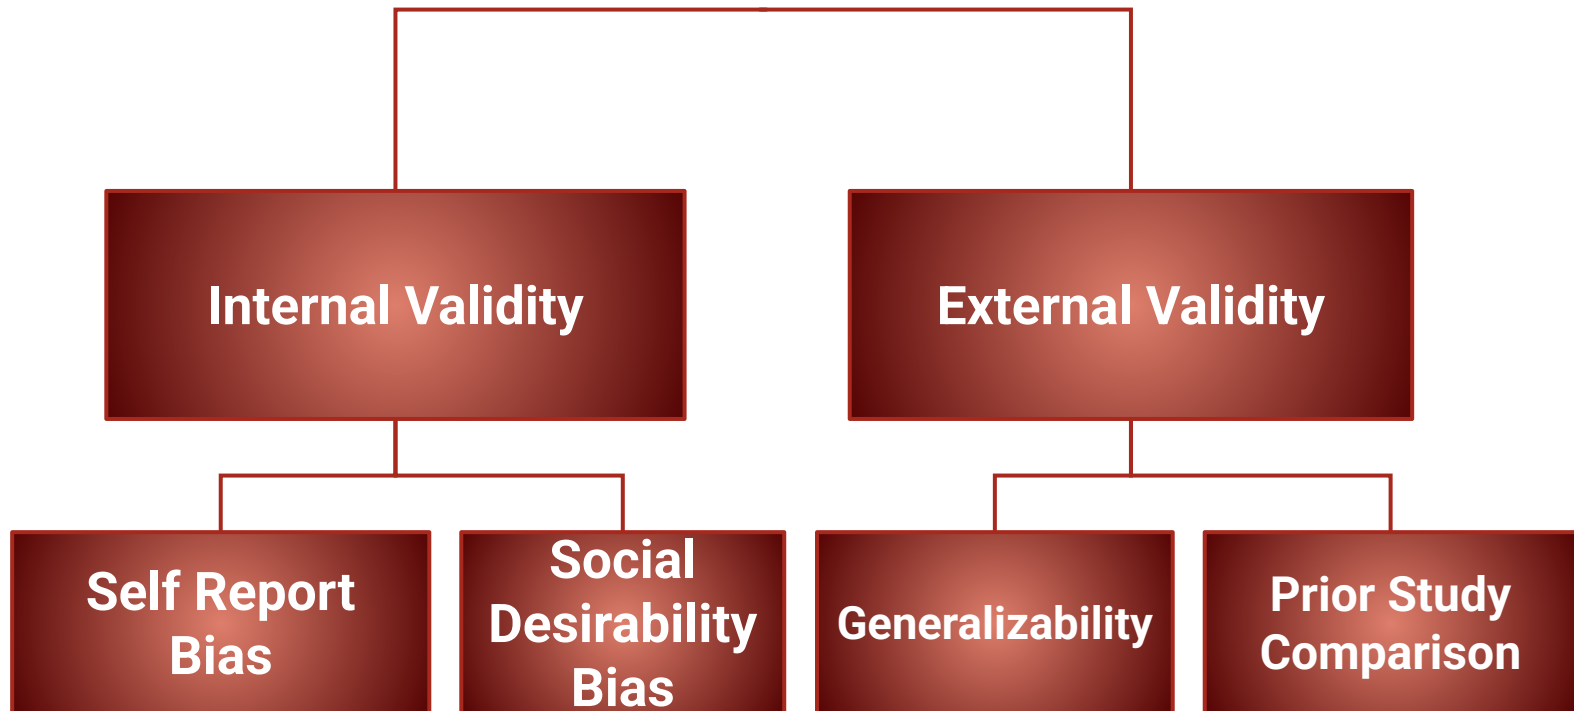 Internal Validity
External Validity
Self Report
Bias
Social
Desirability
Bias
Generalizability
Prior Study
Comparison